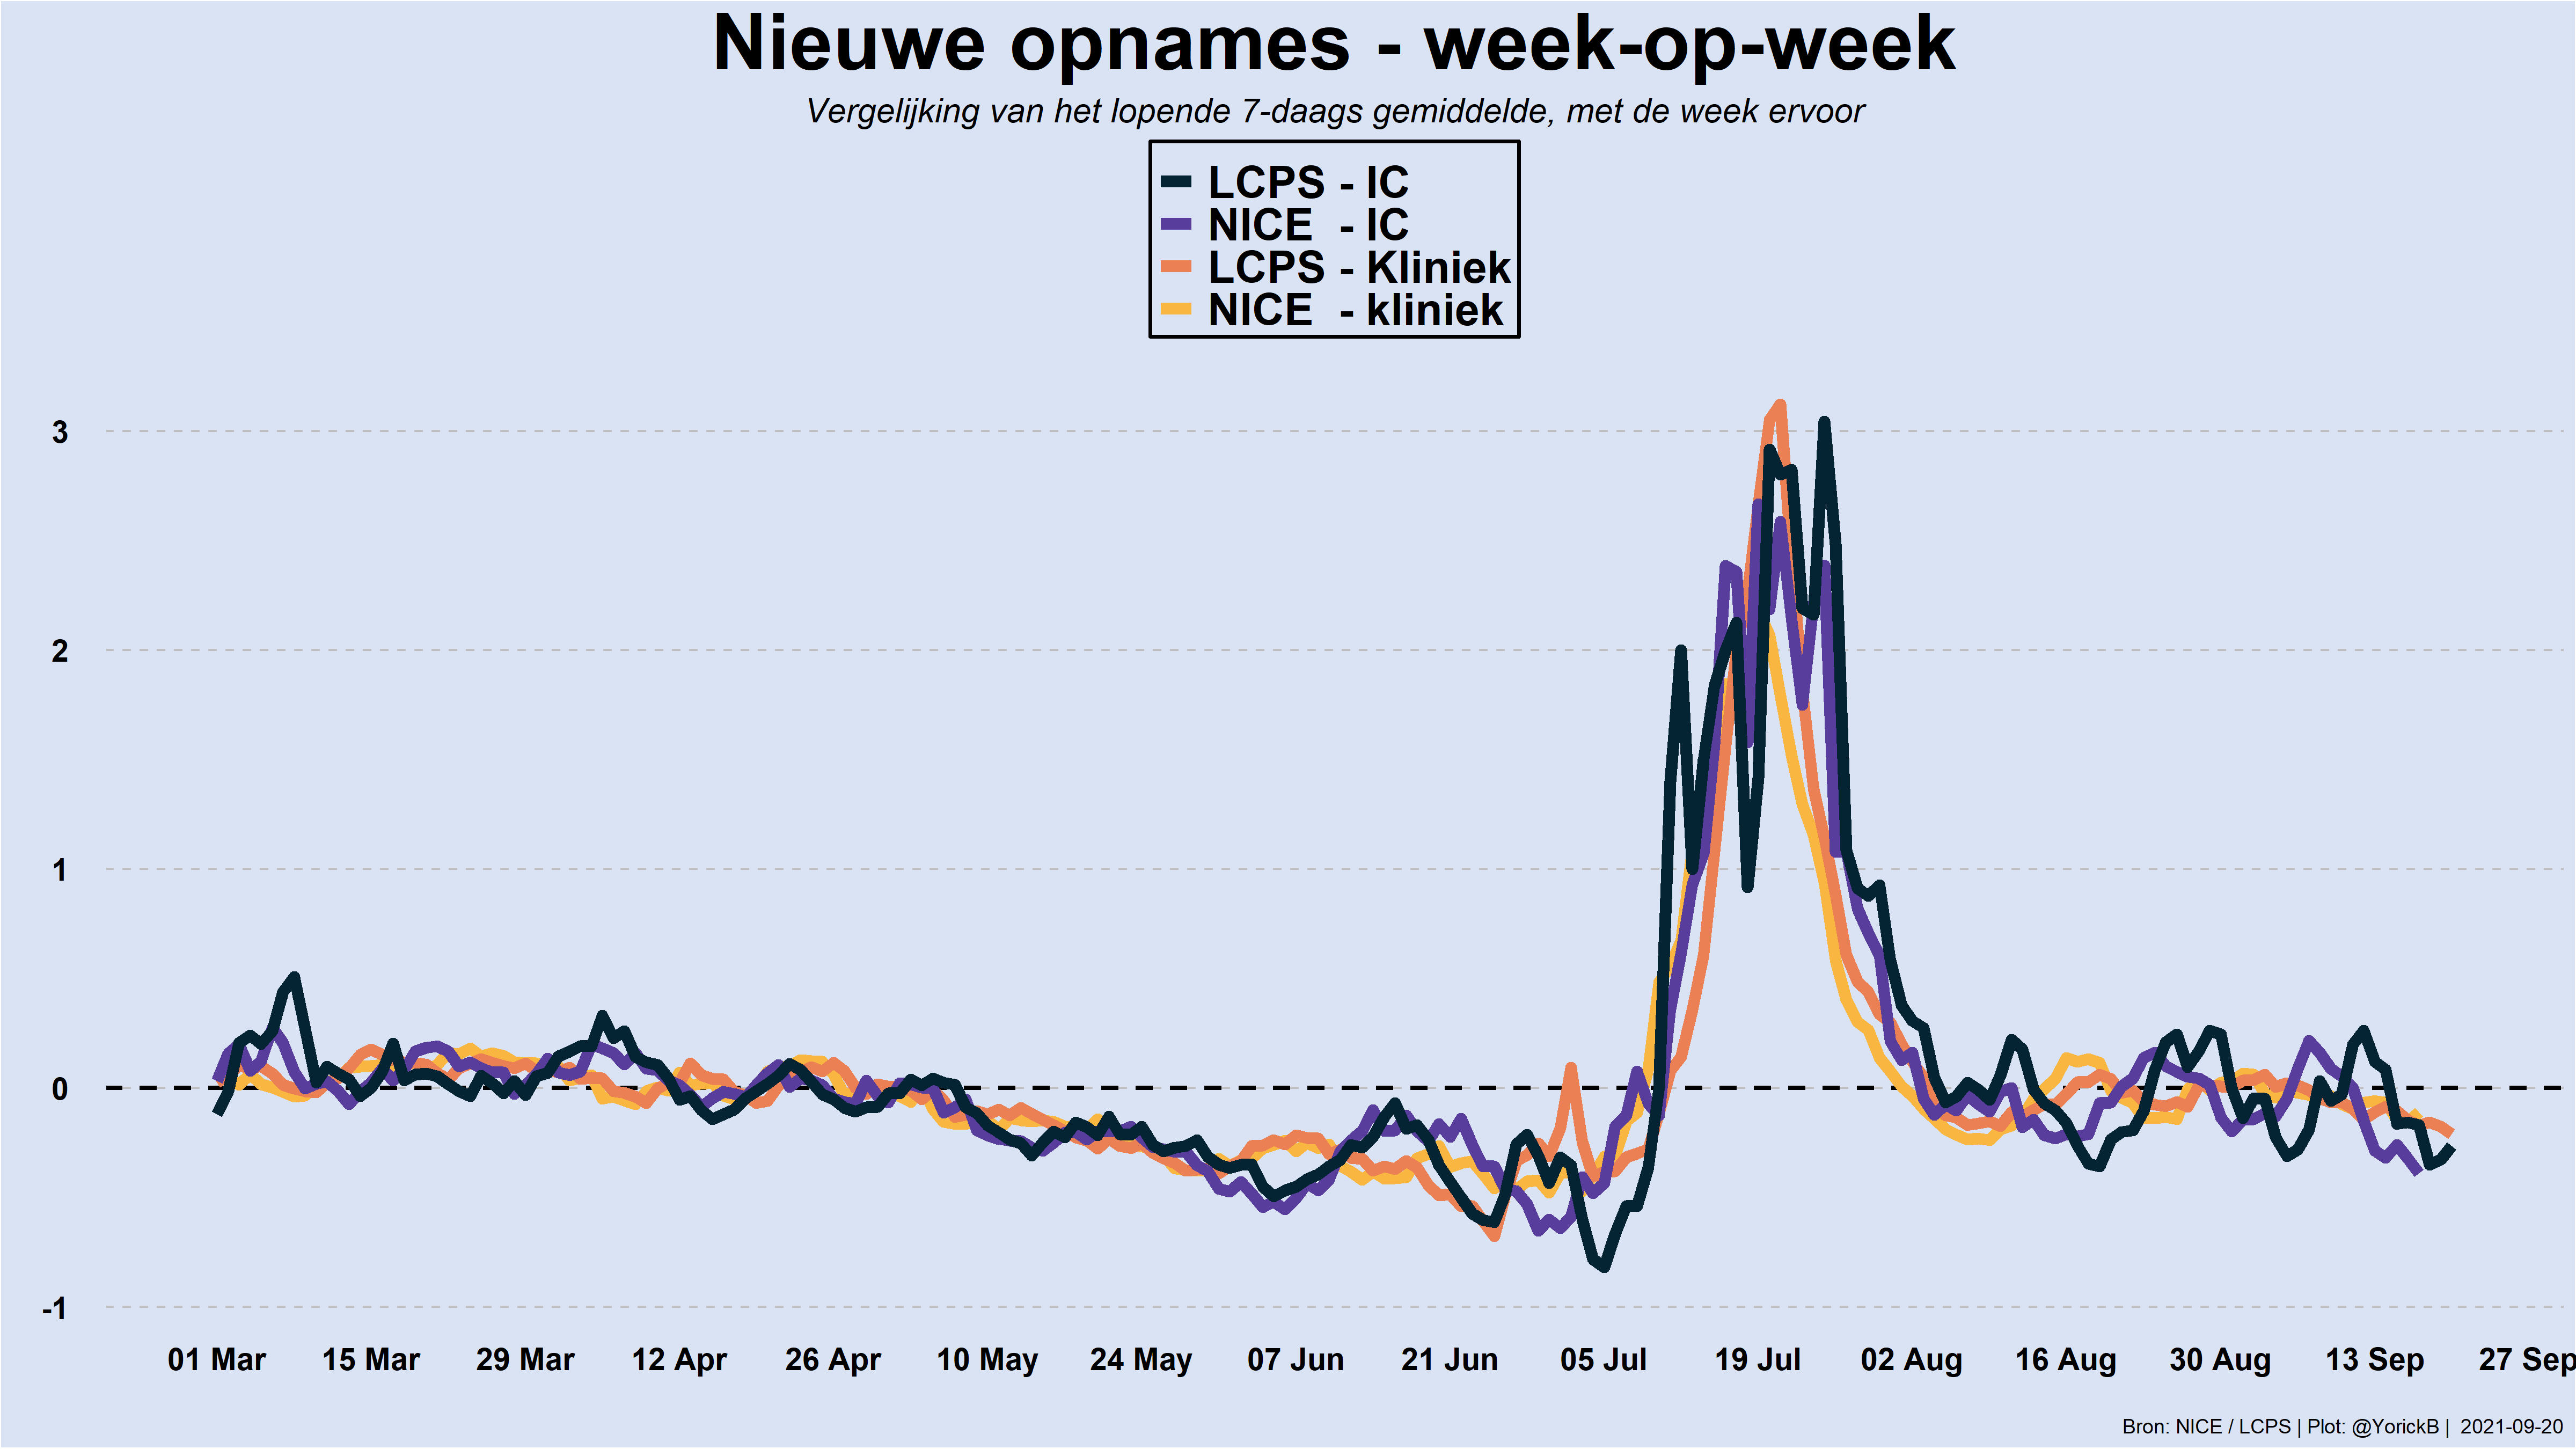 Nieuwe opnames - week-op-week
Vergelijking van het lopende 7-daags gemiddelde, met de week ervoor
LCPS - IC
NICE - IC
LCPS - Kliniek
NICE - kliniek
3
2
1
0
-1
01 Mar 15 Mar 29 Mar 12 Apr 26 Apr 10 May 24 May 07 Jun 21 Jun 05 Jul 19 Jul 02 Aug 16 Aug 30 Aug 13 Sep 27 Sep
Bron: NICE / LCPS | Plot: @YorickB | 2021-09-20